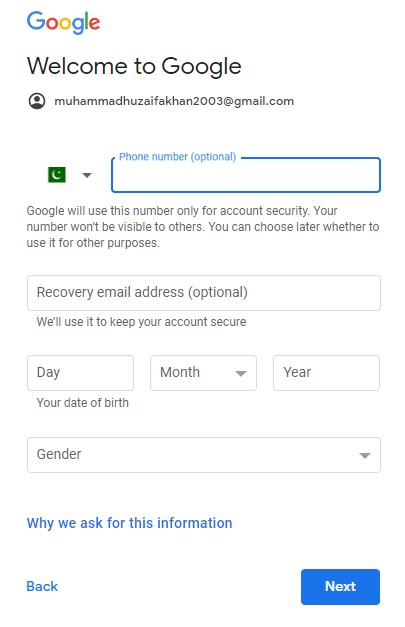 Google
Welcome to Google
muhammadhuzaifakhan2003@gmail.com
Phone number (optional)
Google will use this number only for account security. Your
number won't be visible to others. You can choose later whether to
use it for other purposes.
Recovery email address (optional)
We'll use it to keep your account secure
Day Month Year
Your date of birth
Gender
Why we ask for this information
Back Next